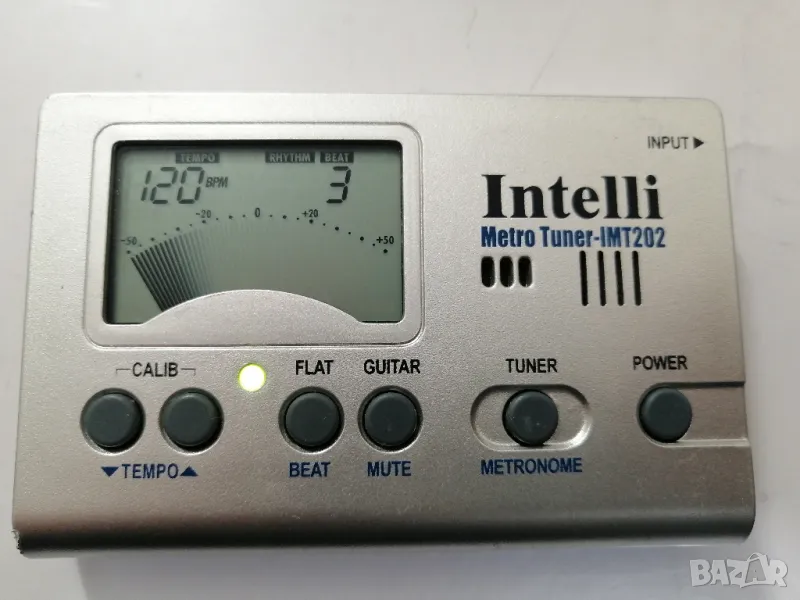 INPUT ▶
TEMPO RHYTHM BEAT
120 BPM 3
-50 -20 0 +20 +50
Intelli
Metro Tuner-IMT202
CALIB
FLAT GUITAR TUNER POWER
▼TEMPO▲ BEAT MUTE METRONOME
BAZAR